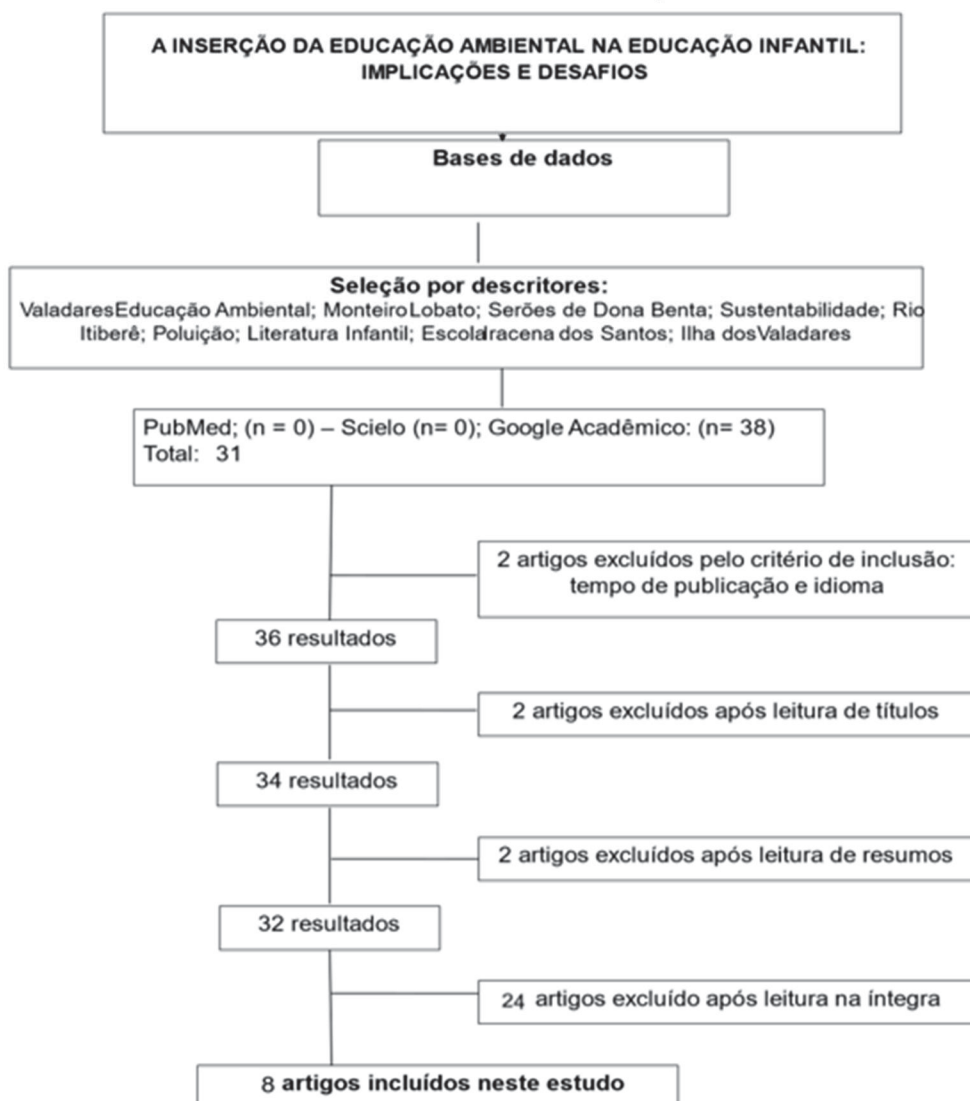 A INSERÇÃO DA EDUCAÇÃO AMBIENTAL NA EDUCAÇÃO INFANTIL:
IMPLICAÇÕES E DESAFIOS
Bases de dados
Seleção por descritores:
ValadaresEducação Ambiental; MonteiroLobato; Serões de Dona Benta; Sustentabilidade; Rio
Itiberê; Poluição; Literatura Infantil; EscolaIracena dos Santos; Ilha dosValadares
PubMed; (n = 0) – Scielo (n= 0); Google Acadêmico: (n= 38)
Total: 31
2 artigos excluídos pelo critério de inclusão:
tempo de publicação e idioma
36 resultados
2 artigos excluídos após leitura de títulos
34 resultados
2 artigos excluídos após leitura de resumos
32 resultados
24 artigos excluído após leitura na íntegra
8 artigos incluídos neste estudo